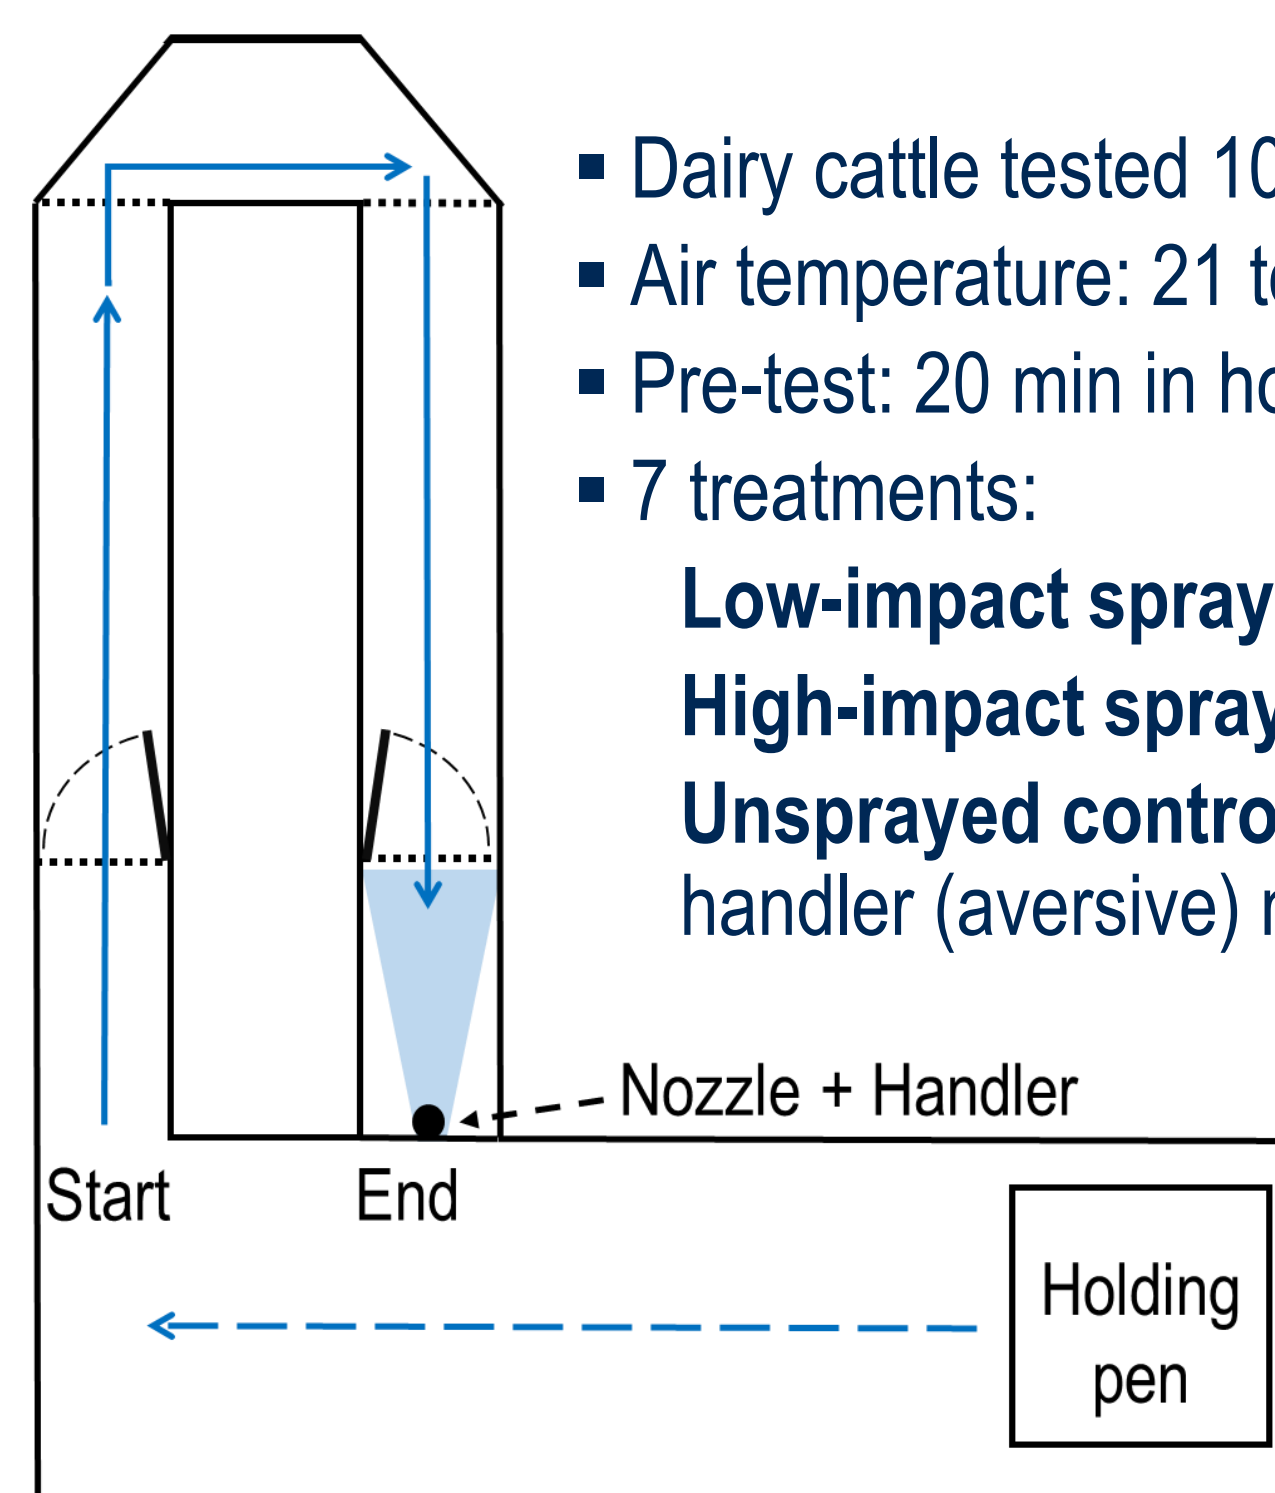 ▪ Dairy cattle tested 10
▪ Air temperature: 21
▪ Pre-test: 20 min in
▪ 7 treatments:
Low-impact spray
High-impact spray
Unsprayed
handler (aversive)
Nozzle + Handler
Start
End
Holding
pen